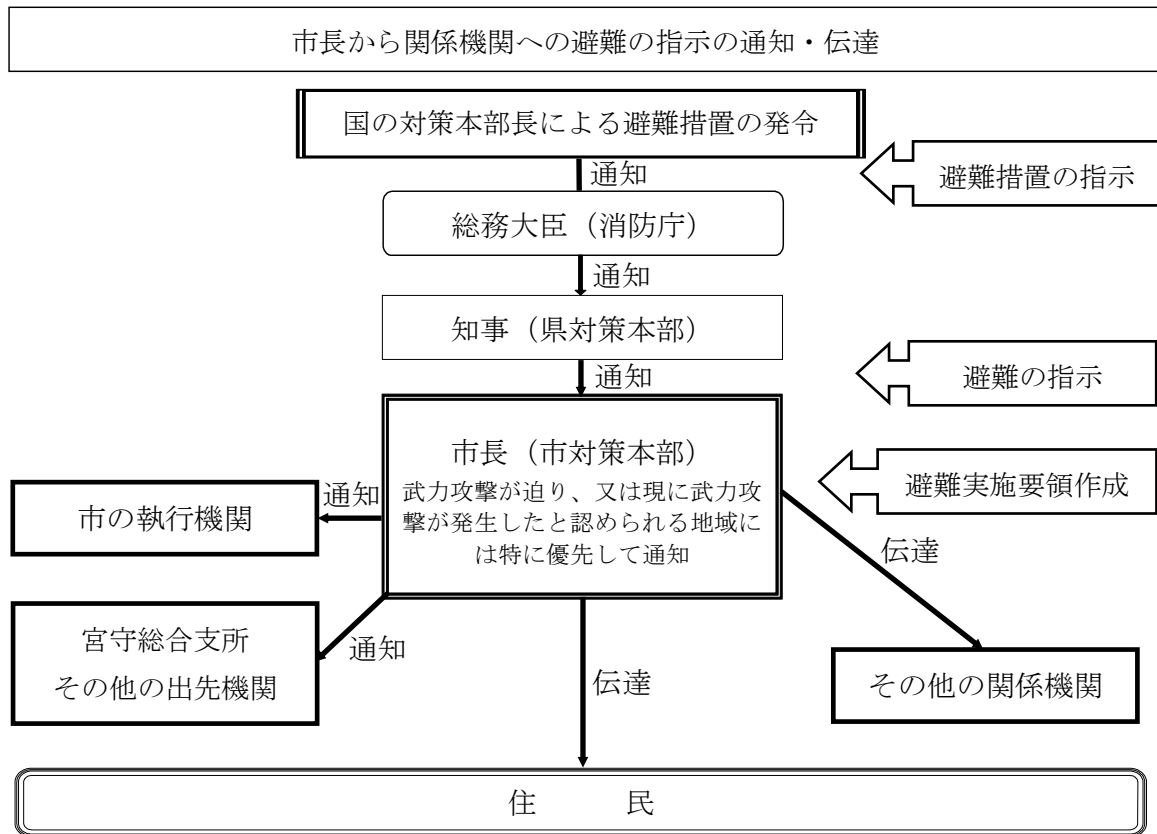 市長から関係機関への避難の指示の通知・伝達
国の対策本部長による避難措置の発令
通知
避難措置の指示
総務大臣（消防庁）
通知
知事（県対策本部）
通知
避難の指示
市長（市対策本部）
武力攻撃が迫り、又は現に武力攻
撃が発生したと認められる地域に
は特に優先して通知
避難実施要領作成
通知
市の執行機関
伝達
宮守総合支所
その他の出先機関
通知
伝達
その他の関係機関
住　　　民